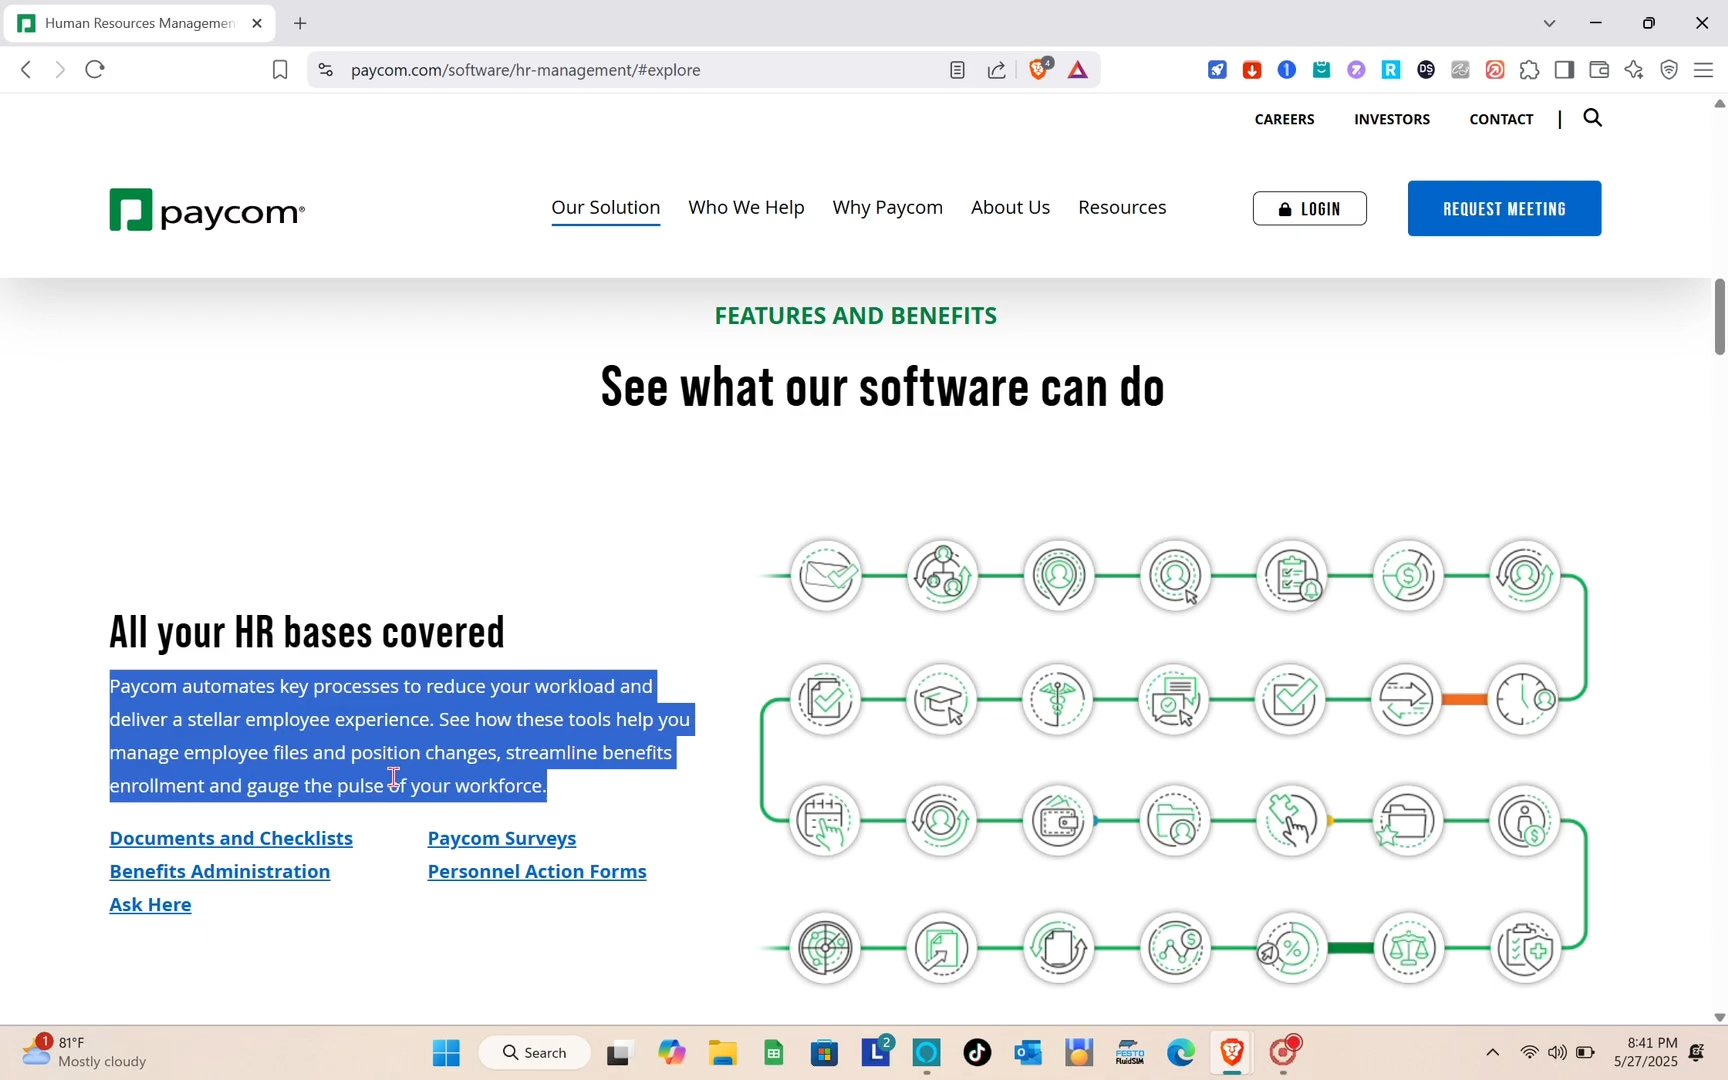 Human Resources Managemen
paycom.com/software/hr-management/#explore
4
CAREERS
INVESTORS
CONTACT
paycom
Our Solution
Who We Help
Why Paycom
About Us
Resources
LOGIN
REQUEST MEETING
FEATURES AND BENEFITS
See what our software can do
All your HR bases covered
Paycom automates key processes to reduce your workload and
deliver a stellar employee experience. See how these tools help you
manage employee files and position changes, streamline benefits
enrollment and gauge the pulse of your workforce.
Documents and Checklists
Paycom Surveys
Benefits Administration
Personnel Action Forms
Ask Here
1
81°F
Mostly cloudy
Search
L
2
FESTO
FluidSIM
8:41 PM
5/27/2025